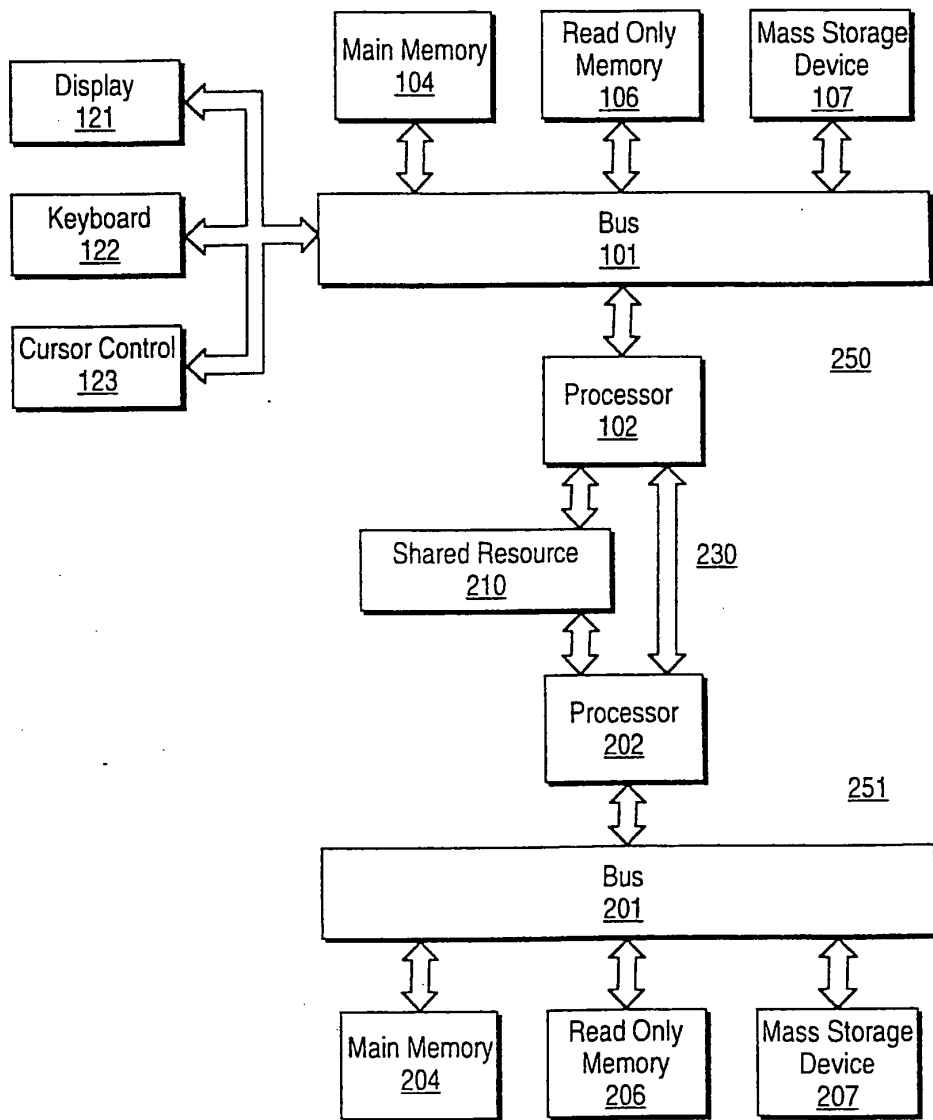 Main Memory
104
Read Only
Memory
106
Mass Storage
Device
107
Display
121
Keyboard
122
Cursor Control
123
Bus
101
250
Processor
102
Shared Resource
210
230
Processor
202
251
Bus
201
Main Memory
204
Read Only
Memory
206
Mass Storage
Device
207